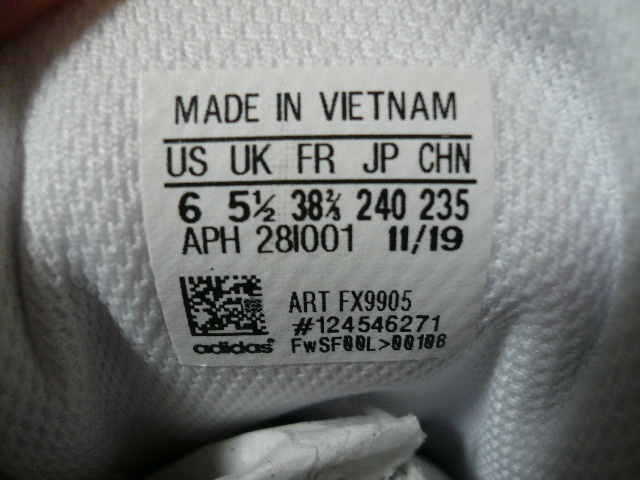 MADE IN VIETNAM
US UK FR JP CHN
6 5½ 38⅔ 240 235
APH 28I001 11/19
ART FX9905
#124546271
adidas FwSF00L>00108